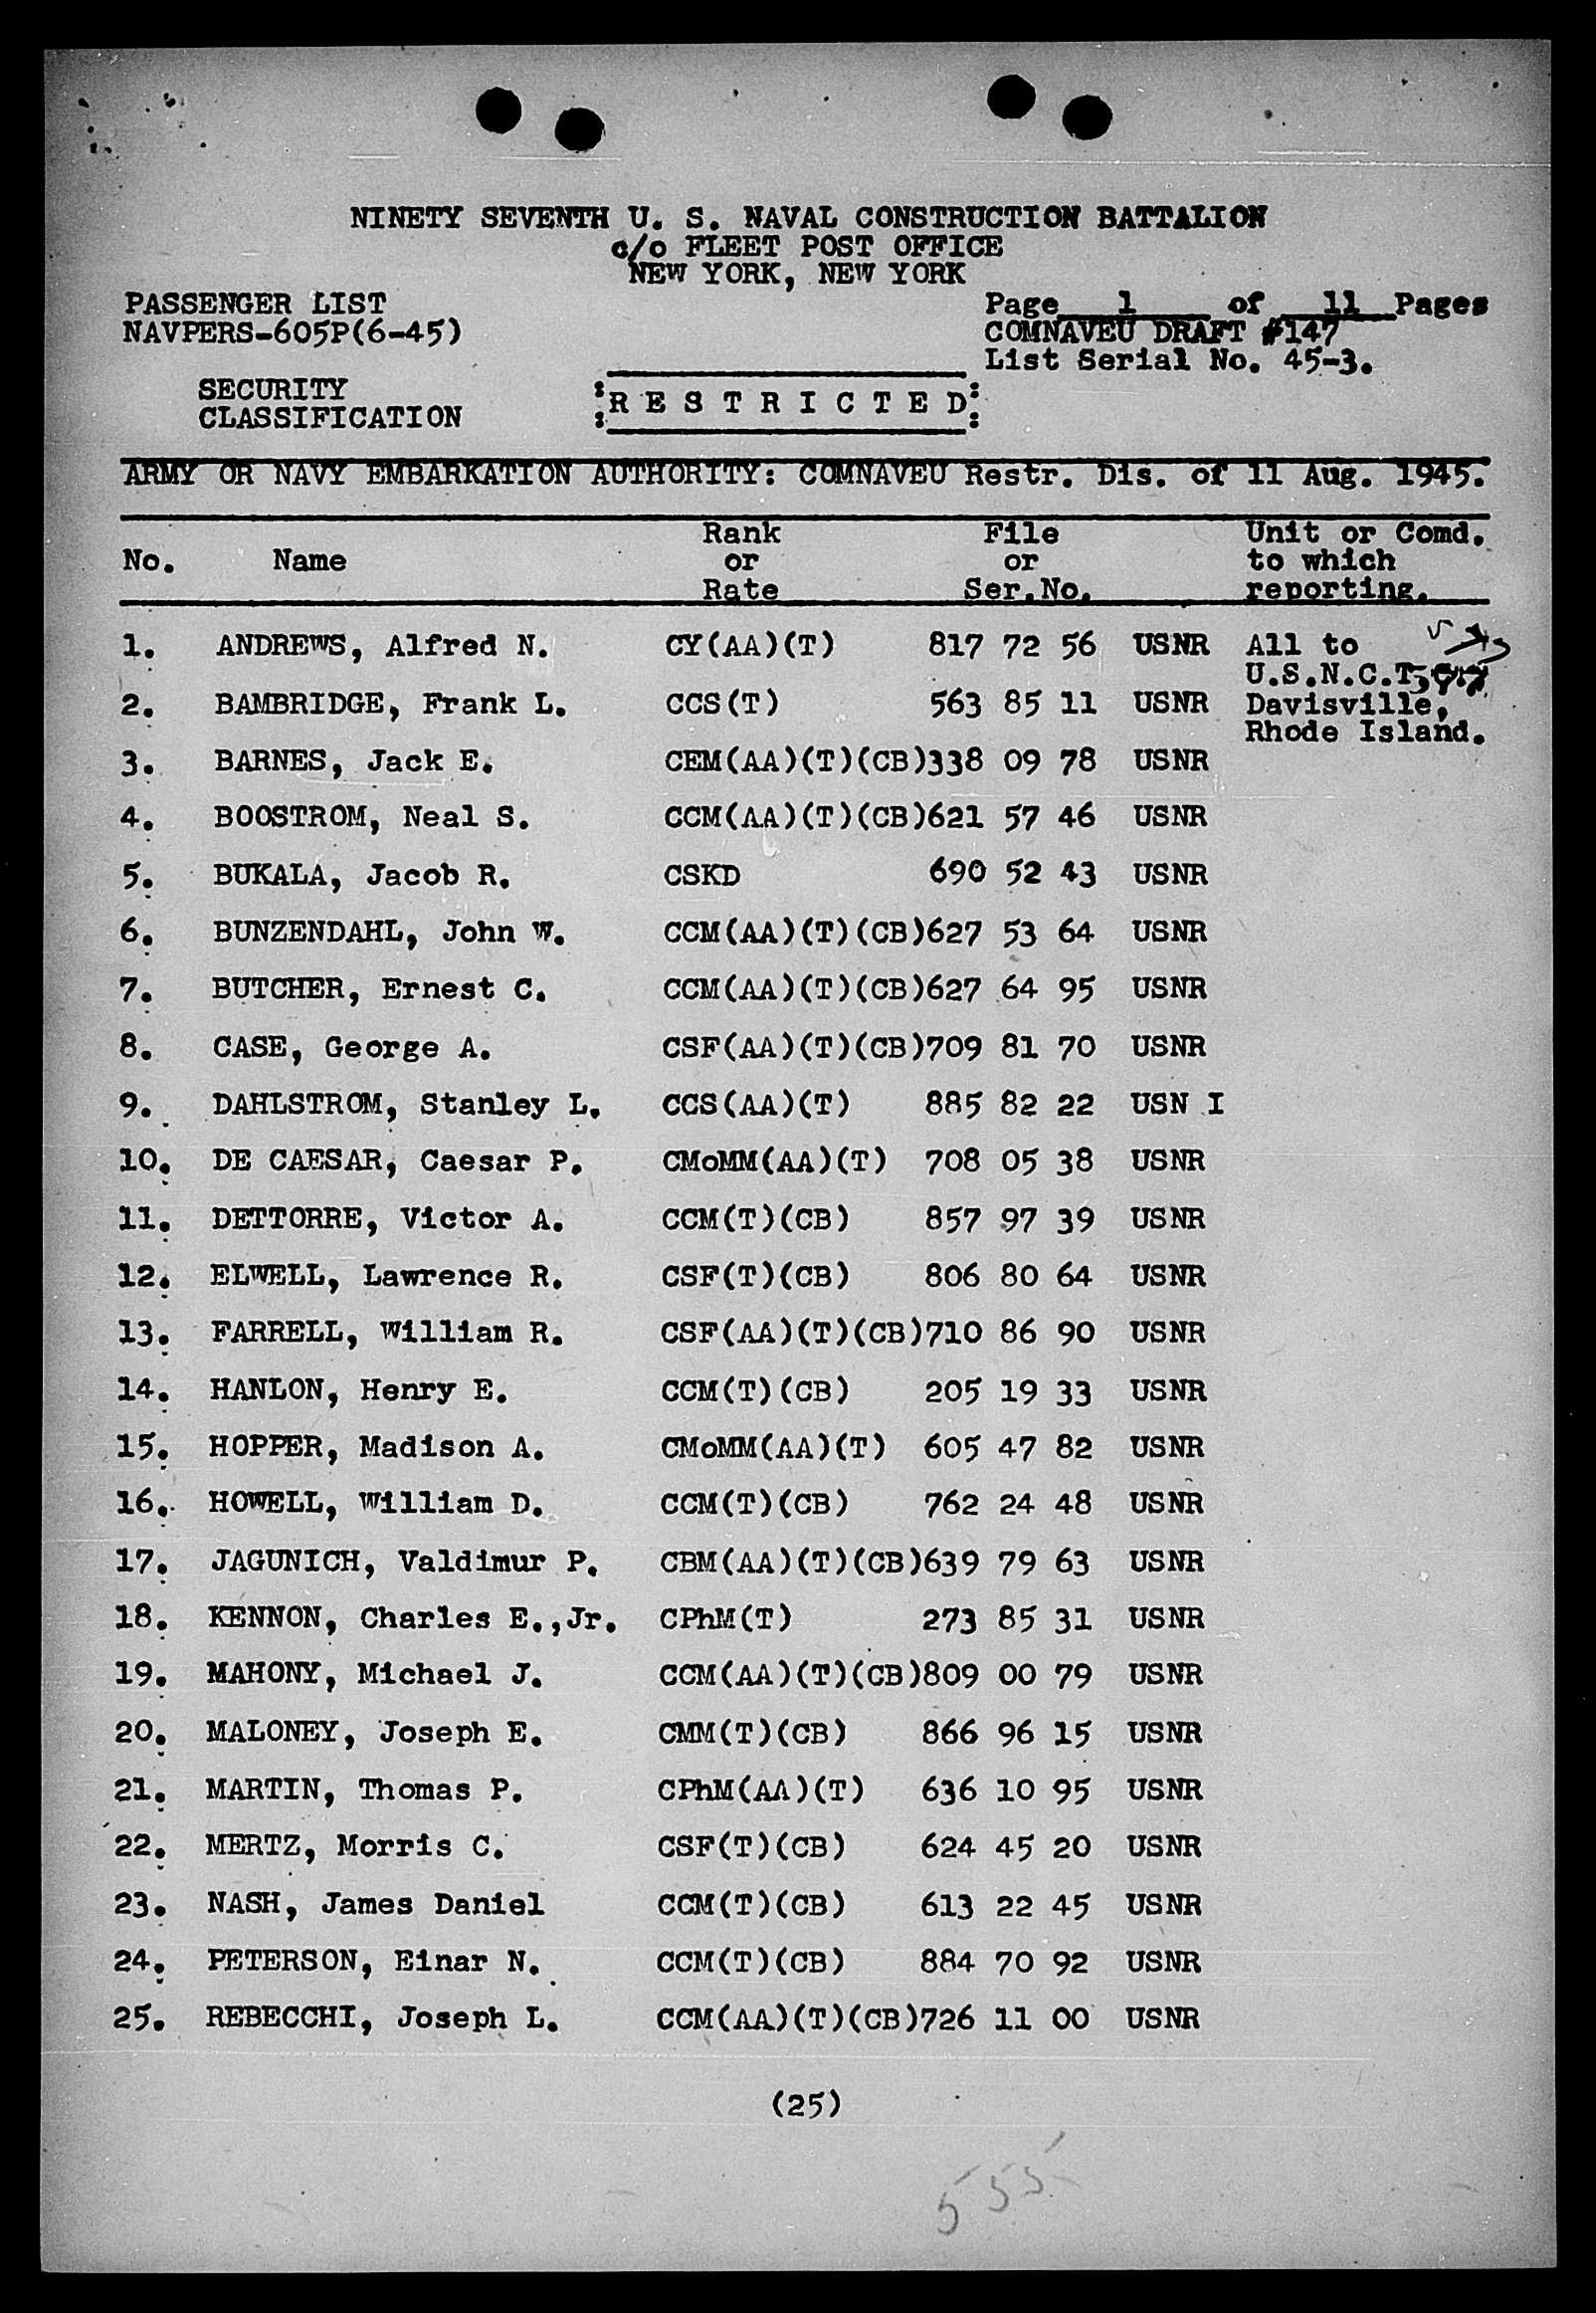 NINETY SEVENTH U. S. NAVAL CONSTRUCTION BATTALION
c/o FLEET POST OFFICE
NEW YORK, NEW YORK
PASSENGER LIST Page 1 of 11 Pages
NAVPERS-605P(6-45) COMNAVEU DRAFT #147
List Serial No. 45-3.
SECURITY
CLASSIFICATION :RESTRICTED:
ARMY OR NAVY EMBARKATION AUTHORITY: COMNAVEU Restr. Dis. of 11 Aug. 1945.
Rank File Unit or Comd.
No. Name or or to which
Rate Ser.No. reporting.
1. ANDREWS, Alfred N. CY(AA)(T) 817 72 56 USNR All to
U.S.N.C.T.
2. BAMBRIDGE, Frank L. CCS(T) 563 85 11 USNR Davisville,
Rhode Island.
3. BARNES, Jack E. CEM(AA)(T)(CB)338 09 78 USNR
4. BOOSTROM, Neal S. CCM(AA)(T)(CB)621 57 46 USNR
5. BUKALA, Jacob R. CSKD 690 52 43 USNR
6. BUNZENDAHL, John W. CCM(AA)(T)(CB)627 53 64 USNR
7. BUTCHER, Ernest C. CCM(AA)(T)(CB)627 64 95 USNR
8. CASE, George A. CSF(AA)(T)(CB)709 81 70 USNR
9. DAHLSTROM, Stanley L. CCS(AA)(T) 885 82 22 USN I
10. DE CAESAR, Caesar P. CMoMM(AA)(T) 708 05 38 USNR
11. DETTORRE, Victor A. CCM(T)(CB) 857 97 39 USNR
12. ELWELL, Lawrence R. CSF(T)(CB) 806 80 64 USNR
13. FARRELL, William R. CSF(AA)(T)(CB)710 86 90 USNR
14. HANLON, Henry E. CCM(T)(CB) 205 19 33 USNR
15. HOPPER, Madison A. CMoMM(AA)(T) 605 47 82 USNR
16. HOWELL, William D. CCM(T)(CB) 762 24 48 USNR
17. JAGUNICH, Valdimur P. CBM(AA)(T)(CB)639 79 63 USNR
18. KENNON, Charles E.,Jr. CPhM(T) 273 85 31 USNR
19. MAHONY, Michael J. CCM(AA)(T)(CB)809 00 79 USNR
20. MALONEY, Joseph E. CMM(T)(CB) 866 96 15 USNR
21. MARTIN, Thomas P. CPhM(AA)(T) 636 10 95 USNR
22. MERTZ, Morris C. CSF(T)(CB) 624 45 20 USNR
23. NASH, James Daniel CCM(T)(CB) 613 22 45 USNR
24. PETERSON, Einar N. CCM(T)(CB) 884 70 92 USNR
25. REBECCHI, Joseph L. CCM(AA)(T)(CB)726 11 00 USNR
(25)
555